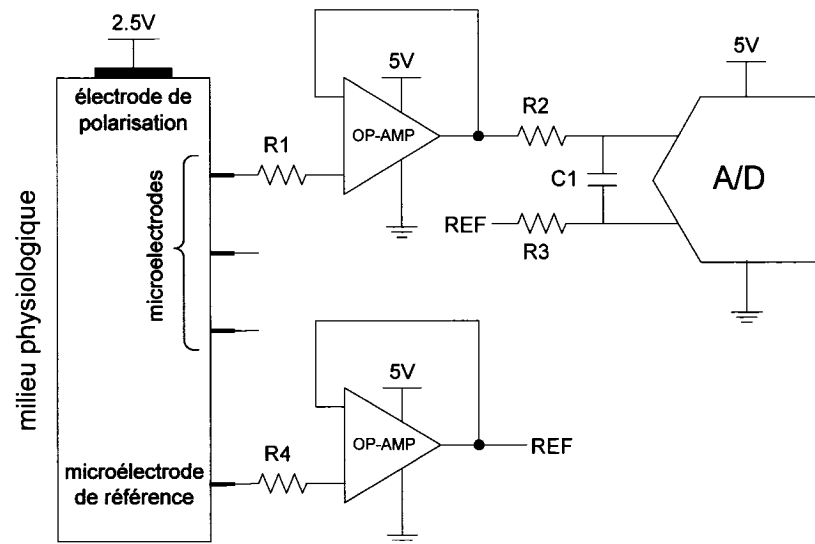 2.5V
électrode de
polarisation
milieu physiologique
microelectrodes
R1
5V
OP-AMP
R2
C1
REF
R3
5V
A/D
microélectrode
de référence
R4
5V
OP-AMP
REF